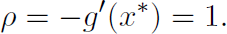 ρ = −g′(x*) = 1.